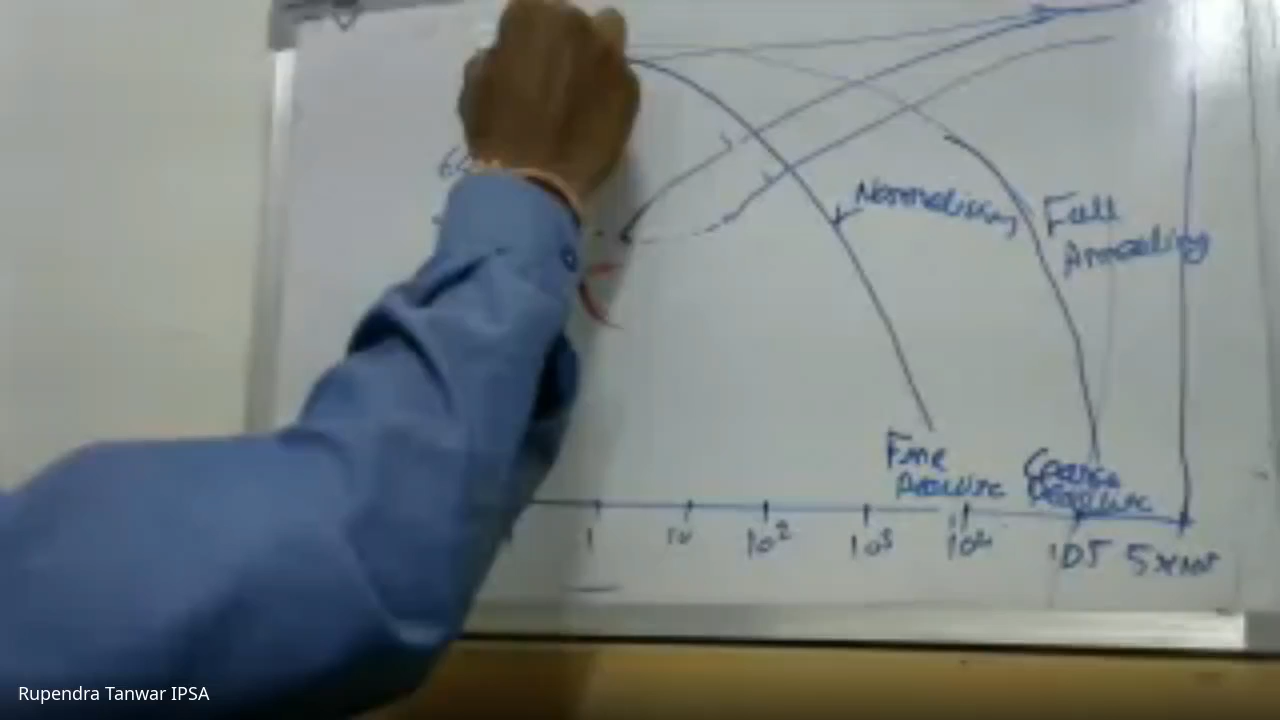 Normalising
Full
Annealing
Fine
Pearlite
Coarse
Pearlite
1 10 10² 10³ 10⁴ 105
Rupendra Tanwar IPSA